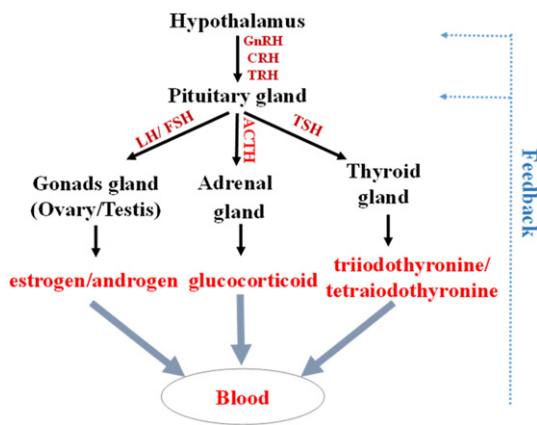 Hypothalamus
GnRH
CRH
TRH
Pituitary gland
LH/ FSH
ACTH
TSH
Gonads gland
(Ovary/Testis)
Adrenal
gland
Thyroid
gland
estrogen/androgen
glucocorticoid
triiodothyronine/
tetraiodothyronine
Blood
Feedback